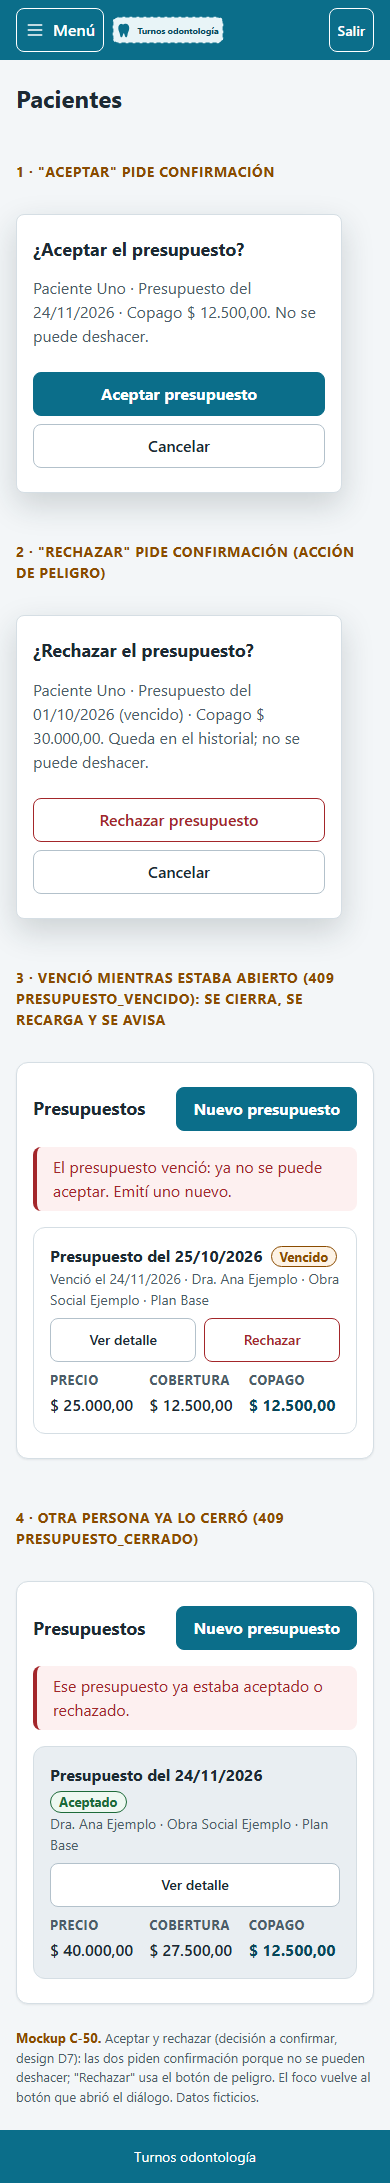 Menú
Turnos odontología
Salir
Pacientes
1 · "ACEPTAR" PIDE CONFIRMACIÓN
¿Aceptar el presupuesto?
Paciente Uno · Presupuesto del
24/11/2026 · Copago $ 12.500,00. No se
puede deshacer.
Aceptar presupuesto
Cancelar
2 · "RECHAZAR" PIDE CONFIRMACIÓN (ACCIÓN
DE PELIGRO)
¿Rechazar el presupuesto?
Paciente Uno · Presupuesto del
01/10/2026 (vencido) · Copago $
30.000,00. Queda en el historial; no se
puede deshacer.
Rechazar presupuesto
Cancelar
3 · VENCIÓ MIENTRAS ESTABA ABIERTO (409
PRESUPUESTO_VENCIDO): SE CIERRA, SE
RECARGA Y SE AVISA
Presupuestos
Nuevo presupuesto
El presupuesto venció: ya no se puede
aceptar. Emití uno nuevo.
Presupuesto del 25/10/2026 Vencido
Venció el 24/11/2026 · Dra. Ana Ejemplo · Obra
Social Ejemplo · Plan Base
Ver detalle
Rechazar
PRECIO COBERTURA COPAGO
$ 25.000,00 $ 12.500,00 $ 12.500,00
4 · OTRA PERSONA YA LO CERRÓ (409
PRESUPUESTO_CERRADO)
Presupuestos
Nuevo presupuesto
Ese presupuesto ya estaba aceptado o
rechazado.
Presupuesto del 24/11/2026
Aceptado
Dra. Ana Ejemplo · Obra Social Ejemplo · Plan
Base
Ver detalle
PRECIO COBERTURA COPAGO
$ 40.000,00 $ 27.500,00 $ 12.500,00
Mockup C-50. Aceptar y rechazar (decisión a confirmar,
design D7): las dos piden confirmación porque no se pueden
deshacer; "Rechazar" usa el botón de peligro. El foco vuelve al
botón que abrió el diálogo. Datos ficticios.
Turnos odontología